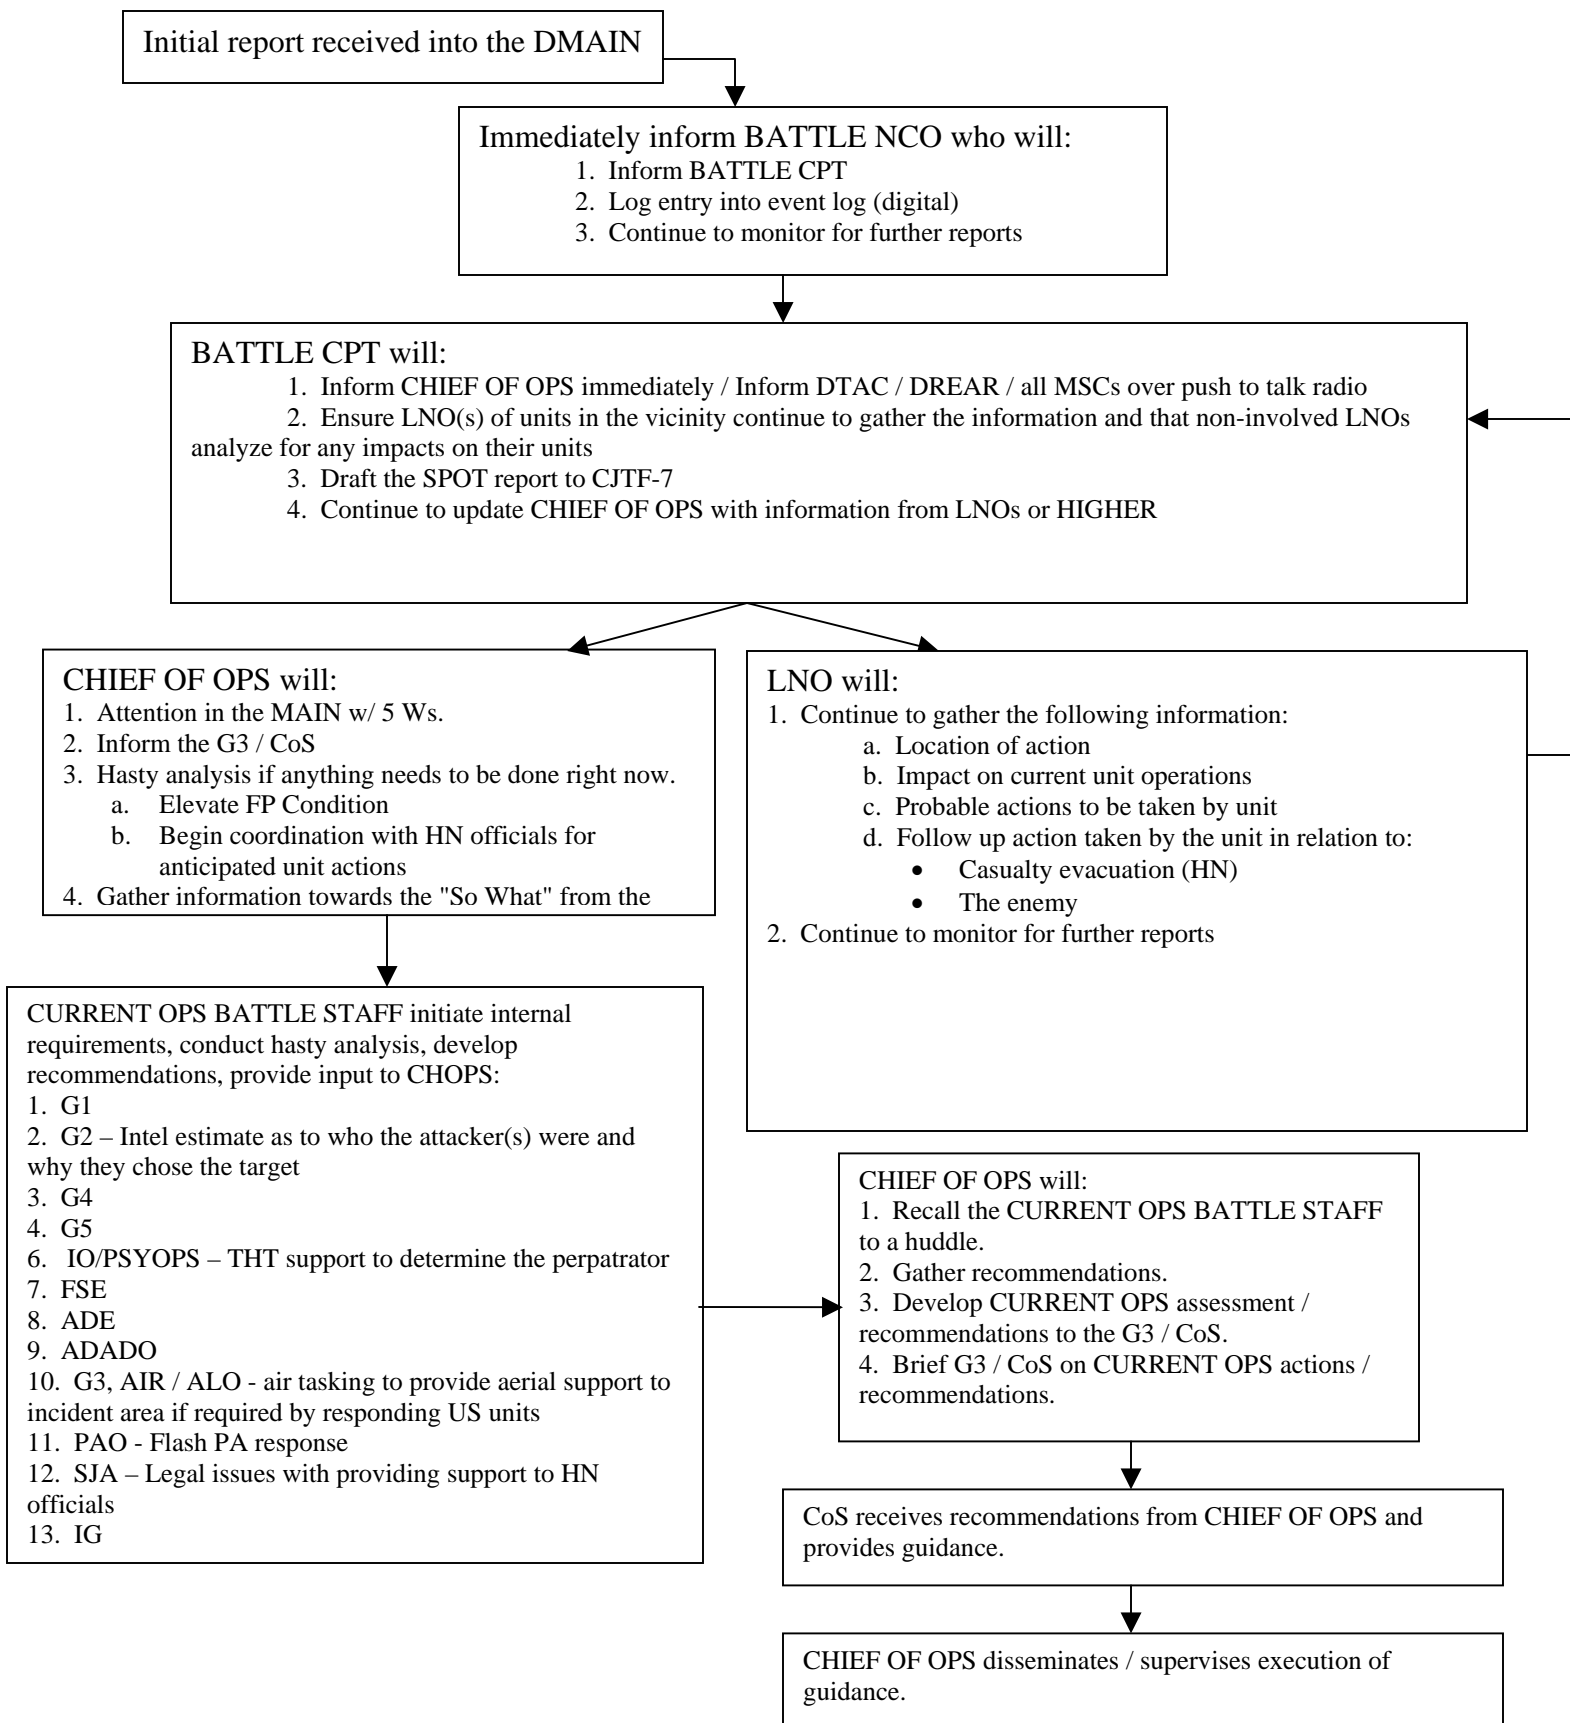 Initial report received into the DMAIN
Immediately inform BATTLE NCO who will:
1. Inform BATTLE CPT
2. Log entry into event log (digital)
3. Continue to monitor for further reports
BATTLE CPT will:
1. Inform CHIEF OF OPS immediately / Inform DTAC / DREAR / all MSCs over push to talk radio
2. Ensure LNO(s) of units in the vicinity continue to gather the information and that non-involved LNOs
analyze for any impacts on their units
3. Draft the SPOT report to CJTF-7
4. Continue to update CHIEF OF OPS with information from LNOs or HIGHER
CHIEF OF OPS will:
1. Attention in the MAIN w/ 5 Ws.
2. Inform the G3 / CoS
3. Hasty analysis if anything needs to be done right now.
a. Elevate FP Condition
b. Begin coordination with HN officials for
anticipated unit actions
4. Gather information towards the "So What" from the
LNO will:
1. Continue to gather the following information:
a. Location of action
b. Impact on current unit operations
c. Probable actions to be taken by unit
d. Follow up action taken by the unit in relation to:
• Casualty evacuation (HN)
• The enemy
2. Continue to monitor for further reports
CURRENT OPS BATTLE STAFF initiate internal
requirements, conduct hasty analysis, develop
recommendations, provide input to CHOPS:
1. G1
2. G2 – Intel estimate as to who the attacker(s) were and
why they chose the target
3. G4
4. G5
6. IO/PSYOPS – THT support to determine the perpatrator
7. FSE
8. ADE
9. ADADO
10. G3, AIR / ALO - air tasking to provide aerial support to
incident area if required by responding US units
11. PAO - Flash PA response
12. SJA – Legal issues with providing support to HN
officials
13. IG
CHIEF OF OPS will:
1. Recall the CURRENT OPS BATTLE STAFF
to a huddle.
2. Gather recommendations.
3. Develop CURRENT OPS assessment /
recommendations to the G3 / CoS.
4. Brief G3 / CoS on CURRENT OPS actions /
recommendations.
CoS receives recommendations from CHIEF OF OPS and
provides guidance.
CHIEF OF OPS disseminates / supervises execution of
guidance.